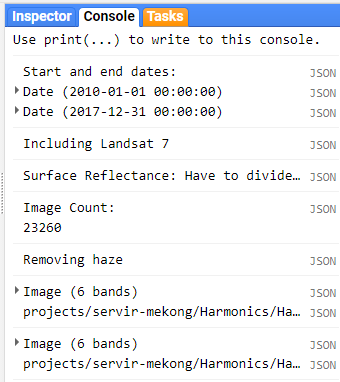 Inspector Console Tasks
Use print(...) to write to this console.
Start and end dates: JSON
Date (2010-01-01 00:00:00) JSON
Date (2017-12-31 00:00:00) JSON
Including Landsat 7 JSON
Surface Reflectance: Have to divide… JSON
Image Count: JSON
23260
Removing haze JSON
Image (6 bands) JSON
projects/servir-mekong/Harmonics/Ha… JSON
Image (6 bands) JSON
projects/servir-mekong/Harmonics/Ha… JSON